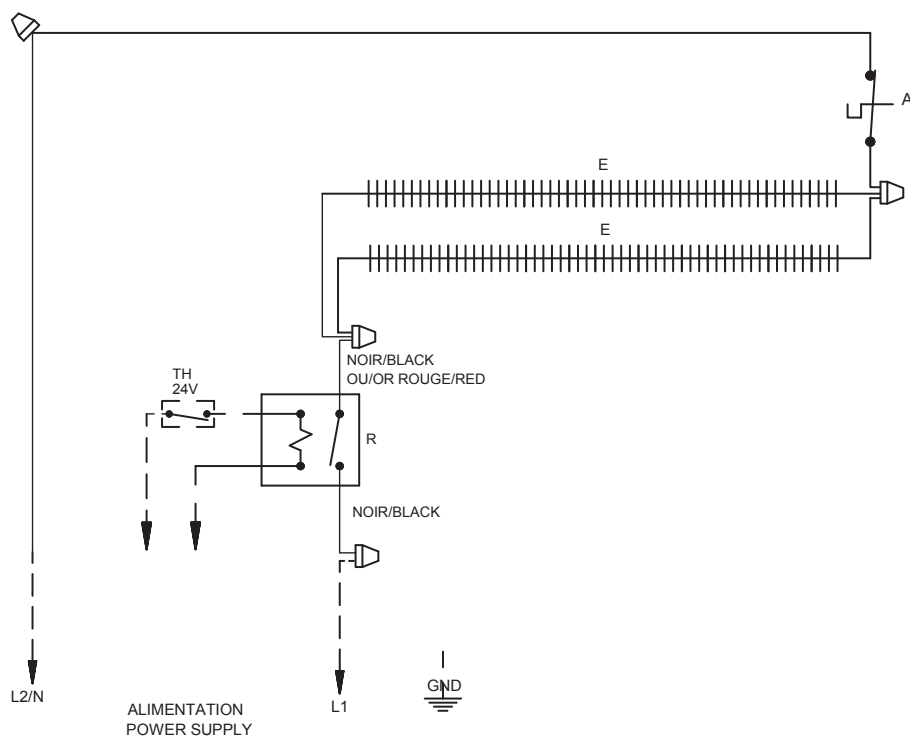 A
E
E
NOIR/BLACK
OU/OR ROUGE/RED
TH
24V
R
NOIR/BLACK
GND
L2/N
L1
ALIMENTATION
POWER SUPPLY